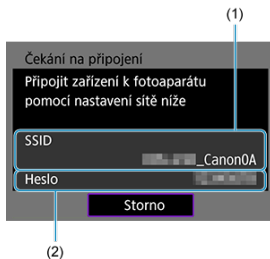 (1)
Čekání na připojení
Připojit zařízení k fotoaparátu
pomocí nastavení sítě níže
SSID
_Canon0A
Heslo
Storno
(2)